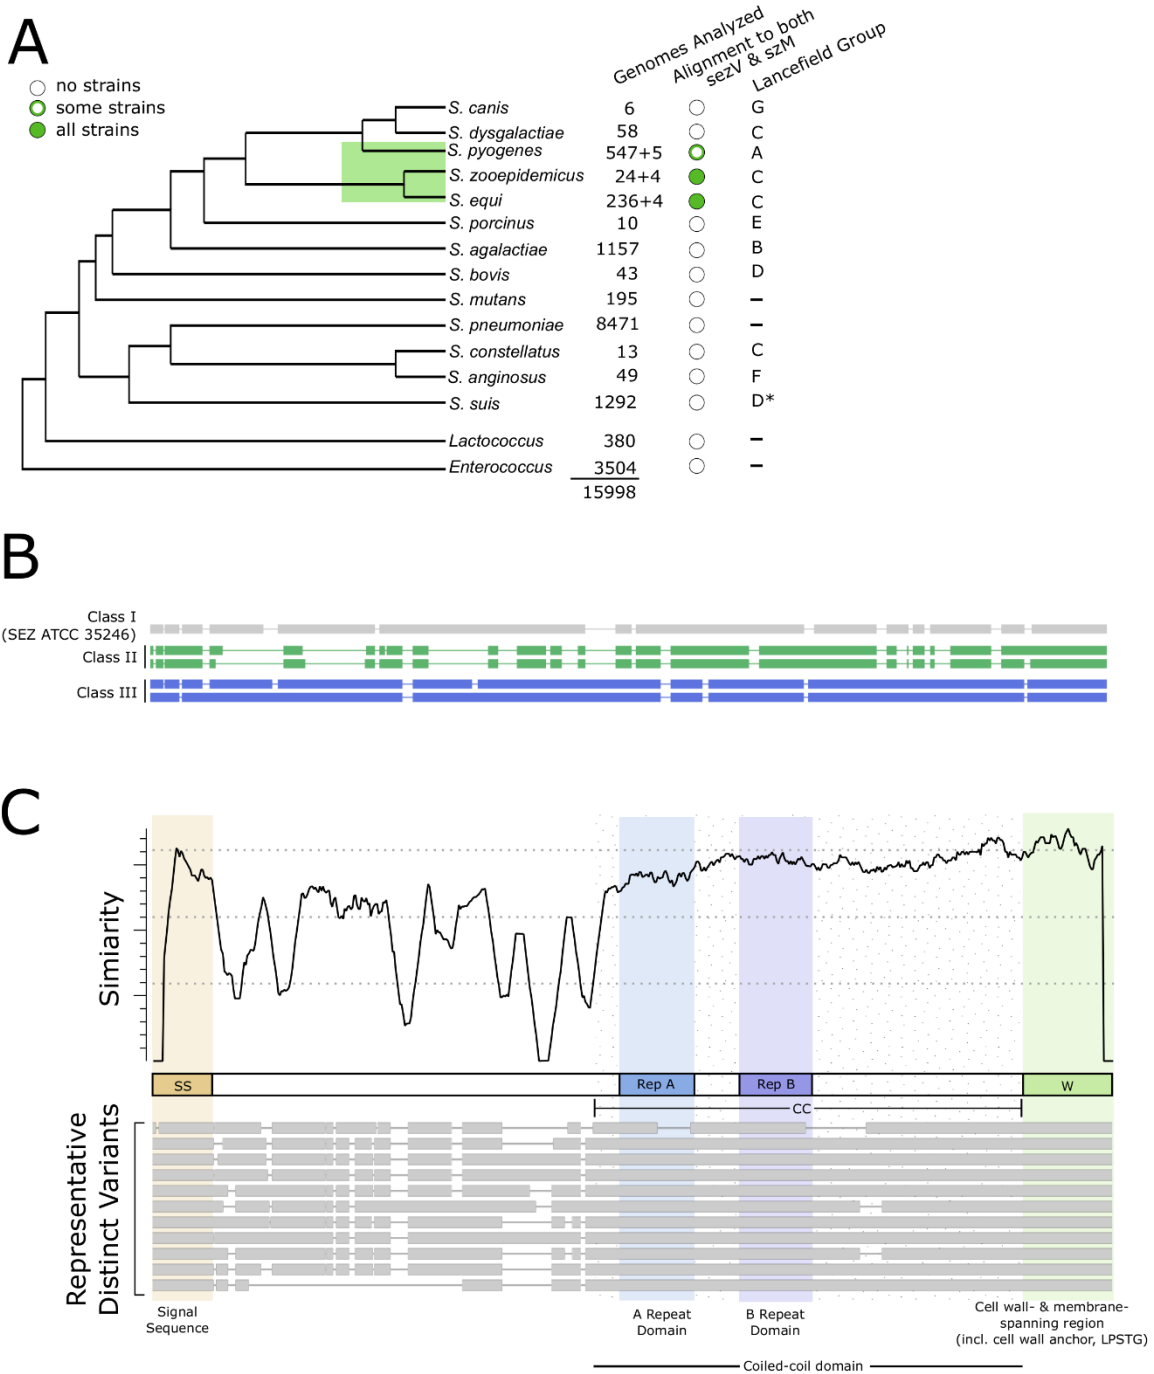 A
Genomes Analyzed
Alignment to both
sezV & szM
Lancefield Group
no strains
some strains
all strains
S. canis 6 G
S. dysgalactiae 58 C
S. pyogenes 547+5 A
S. zooepidemicus 24+4 C
S. equi 236+4 C
S. porcinus 10 E
S. agalactiae 1157 B
S. bovis 43 D
S. mutans 195 –
S. pneumoniae 8471 –
S. constellatus 13 C
S. anginosus 49 F
S. suis 1292 D*
Lactococcus 380 –
Enterococcus 3504 –
15998
B
Class I
(SEZ ATCC 35246)
Class II
Class III
C
Simiarity
SS Rep A Rep B W
CC
Representative
Distinct Variants
Signal
Sequence
A Repeat
Domain
B Repeat
Domain
Cell wall- & membrane-
spanning region
(incl. cell wall anchor, LPSTG)
Coiled-coil domain